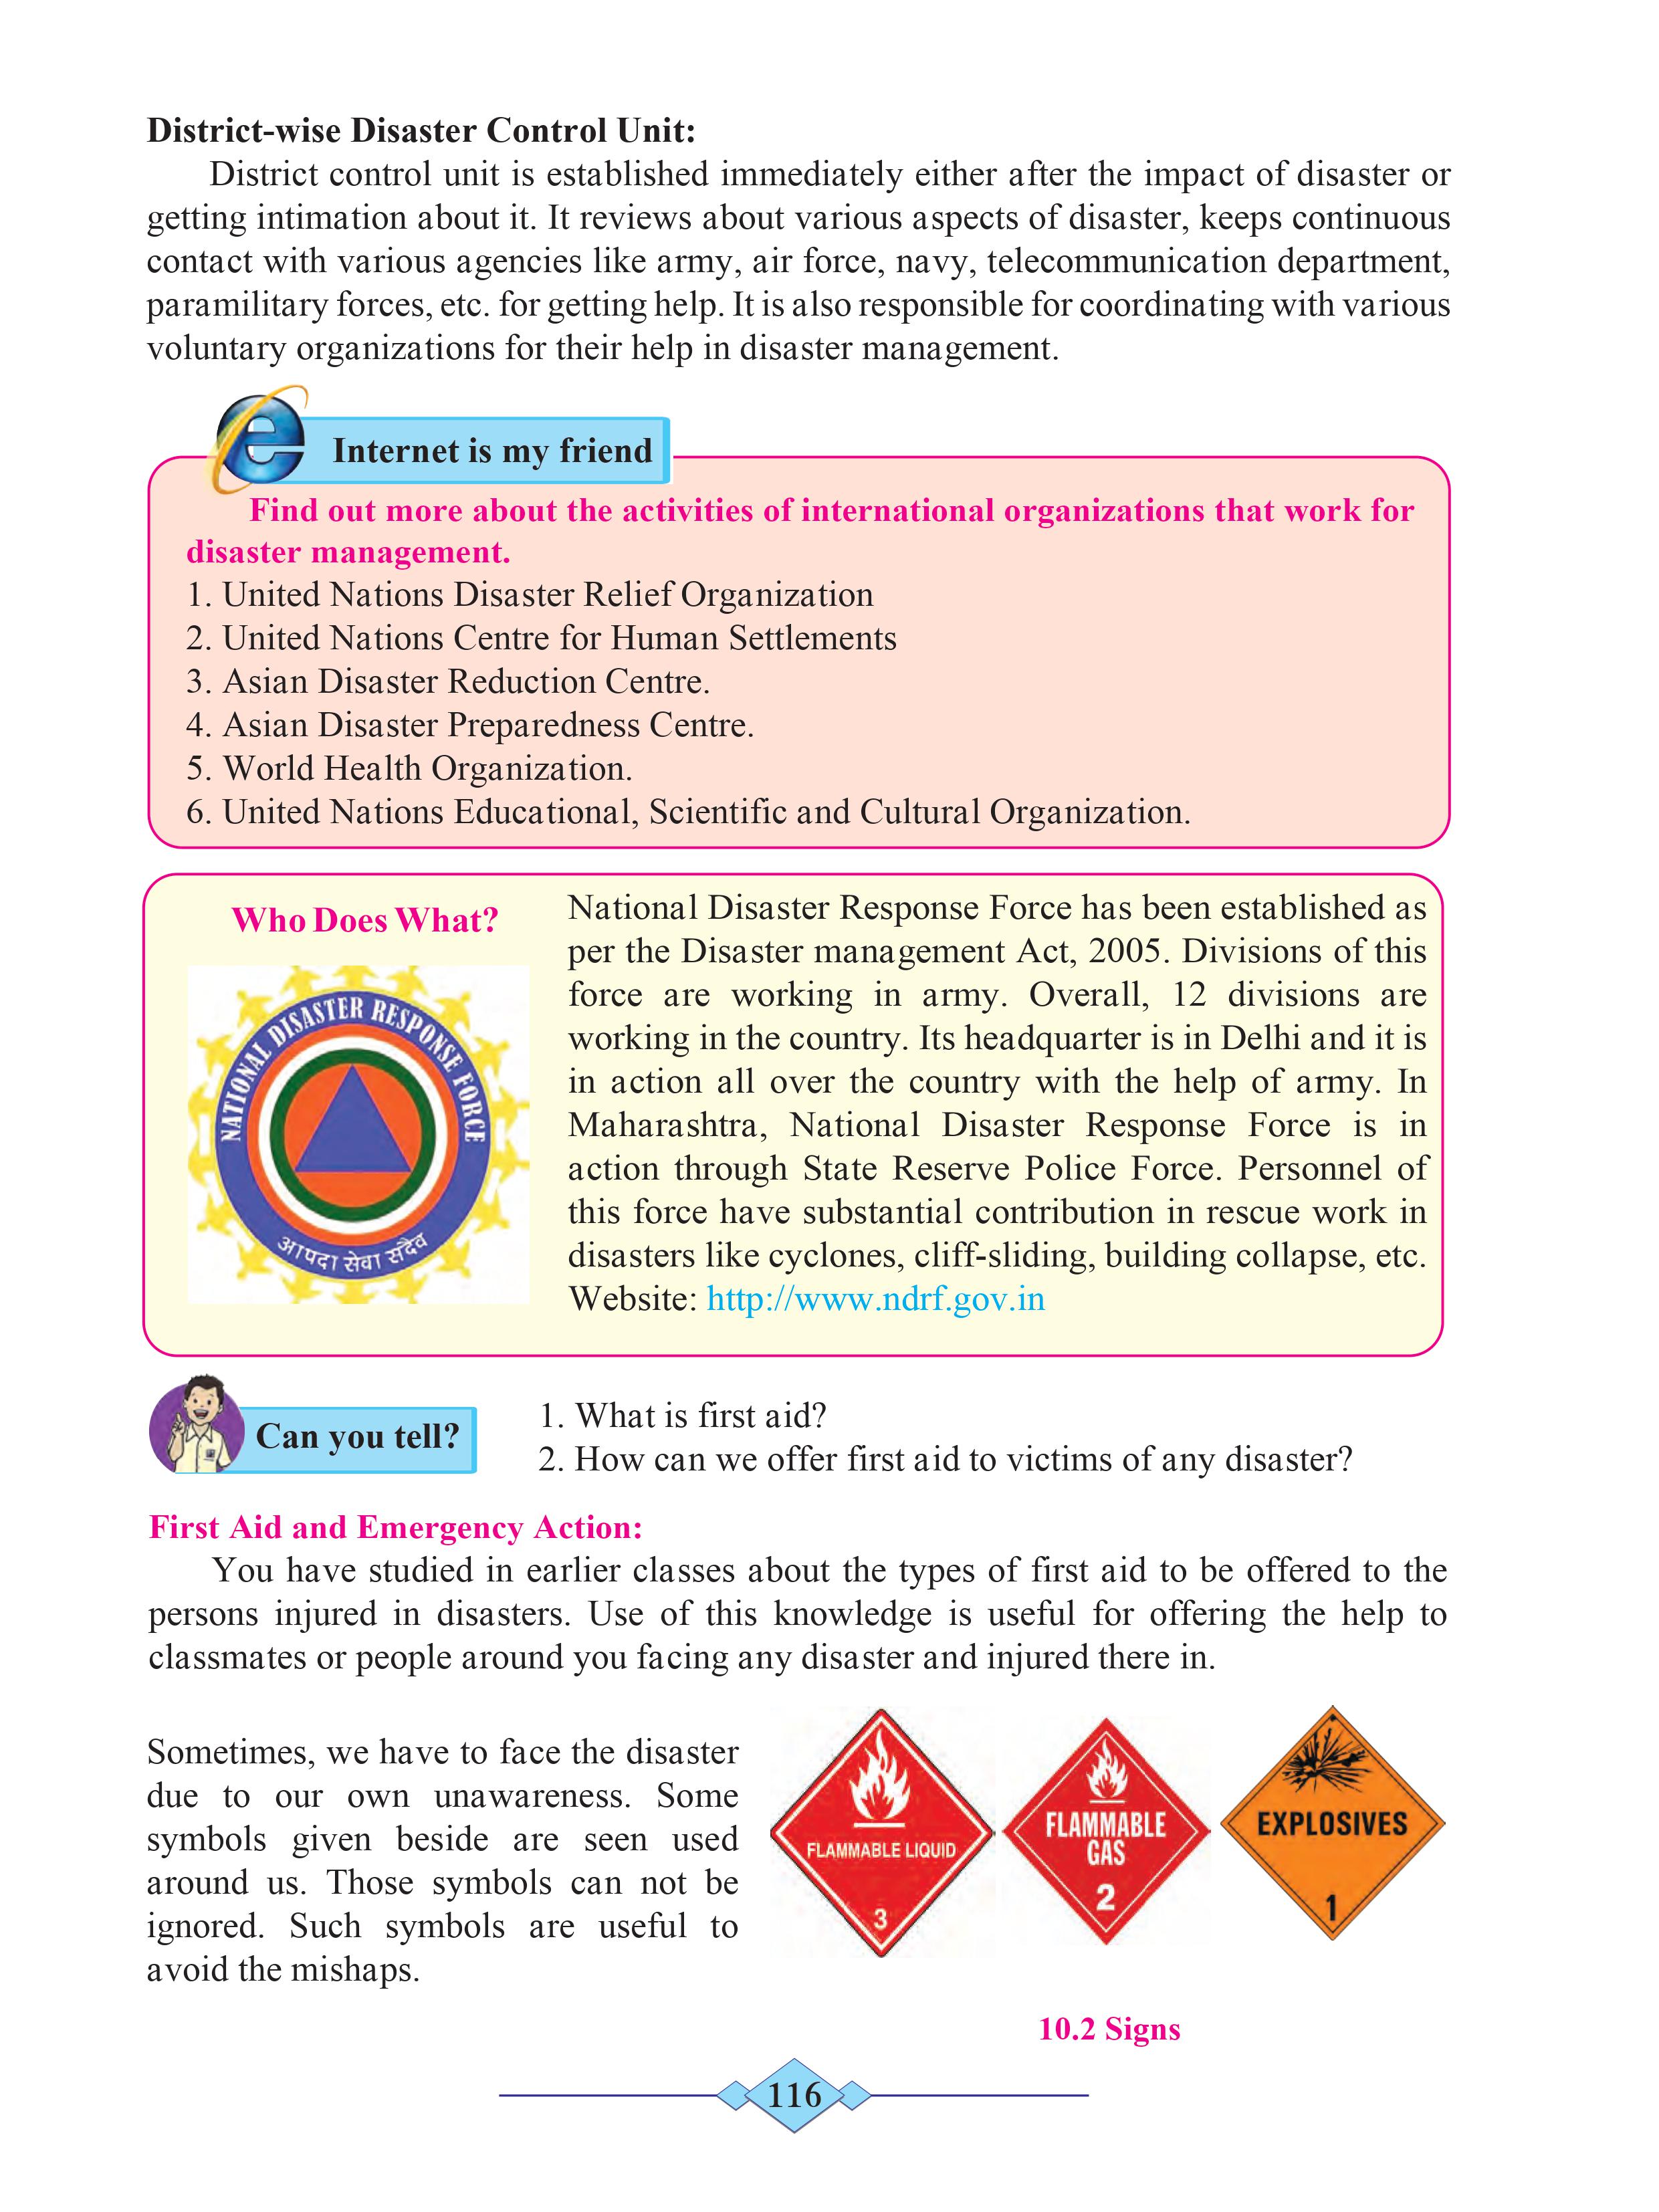 District-wise Disaster Control Unit:
District control unit is established immediately either after the impact of disaster or
getting intimation about it. It reviews about various aspects of disaster, keeps continuous
contact with various agencies like army, air force, navy, telecommunication department,
paramilitary forces, etc. for getting help. It is also responsible for coordinating with various
voluntary organizations for their help in disaster management.
Internet is my friend
Find out more about the activities of international organizations that work for
disaster management.
1. United Nations Disaster Relief Organization
2. United Nations Centre for Human Settlements
3. Asian Disaster Reduction Centre.
4. Asian Disaster Preparedness Centre.
5. World Health Organization.
6. United Nations Educational, Scientific and Cultural Organization.
Who Does What?
NATIONAL DISASTER RESPONSE FORCE
आपदा सेवा सदैव
National Disaster Response Force has been established as
per the Disaster management Act, 2005. Divisions of this
force are working in army. Overall, 12 divisions are
working in the country. Its headquarter is in Delhi and it is
in action all over the country with the help of army. In
Maharashtra, National Disaster Response Force is in
action through State Reserve Police Force. Personnel of
this force have substantial contribution in rescue work in
disasters like cyclones, cliff-sliding, building collapse, etc.
Website: http://www.ndrf.gov.in
Can you tell?
1. What is first aid?
2. How can we offer first aid to victims of any disaster?
First Aid and Emergency Action:
You have studied in earlier classes about the types of first aid to be offered to the
persons injured in disasters. Use of this knowledge is useful for offering the help to
classmates or people around you facing any disaster and injured there in.
Sometimes, we have to face the disaster
due to our own unawareness. Some
symbols given beside are seen used
around us. Those symbols can not be
ignored. Such symbols are useful to
avoid the mishaps.
FLAMMABLE LIQUID
3
FLAMMABLE
GAS
2
EXPLOSIVES
1
10.2 Signs
116